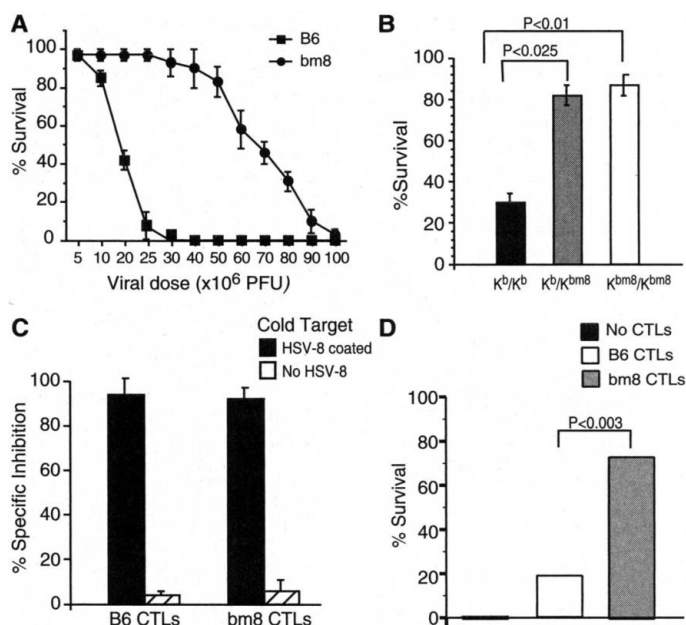 A
B6
bm8
% Survival
100
80
60
40
20
0
5 10 20 25 30 40 50 60 70 80 90 100
Viral dose (x10⁶ PFU)
B
P<0.01
P<0.025
%Survival
100
80
60
40
20
0
Kᵇ/Kᵇ Kᵇ/Kᵇᵐ⁸ Kᵇᵐ⁸/Kᵇᵐ⁸
C
Cold Target
HSV-8 coated
No HSV-8
% Specific Inhibition
100
80
60
40
20
0
B6 CTLs bm8 CTLs
D
No CTLs
B6 CTLs
bm8 CTLs
P<0.003
% Survival
100
80
60
40
20
0